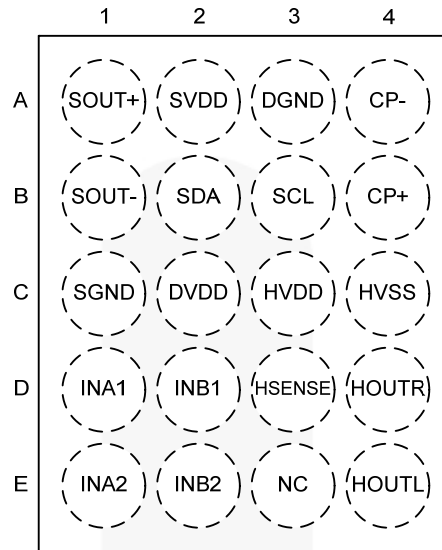 1 2 3 4
A SOUT+ SVDD DGND CP-
B SOUT- SDA SCL CP+
C SGND DVDD HVDD HVSS
D INA1 INB1 HSENSE HOUTR
E INA2 INB2 NC HOUTL